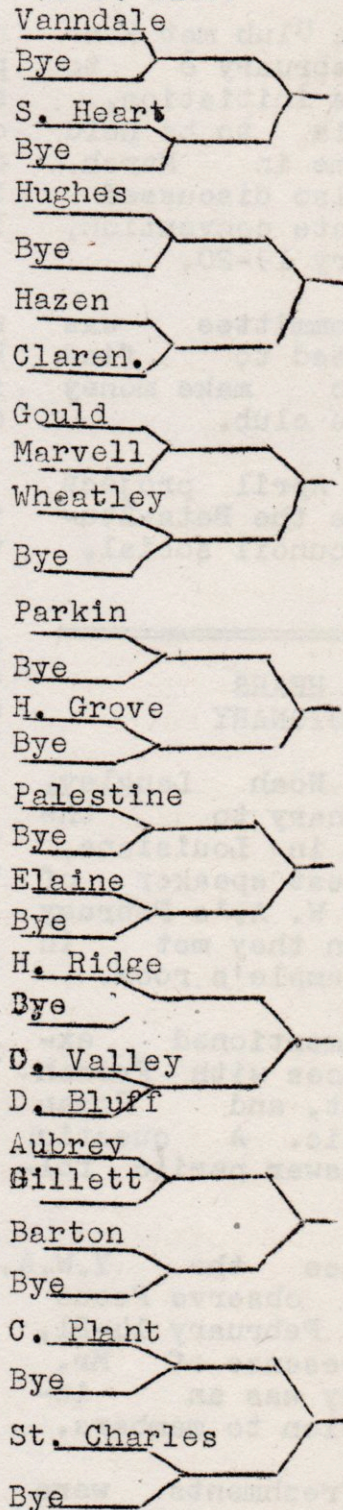 Vanndale
Bye
S. Heart
Bye
Hughes
Bye
Hazen
Claren.
Gould
Marvell
Wheatley
Bye
Parkin
Bye
H. Grove
Bye
Palestine
Bye
Elaine
Bye
H. Ridge
Bye
D. Valley
D. Bluff
Aubrey
Gillett
Barton
Bye
C. Plant
Bye
St. Charles
Bye